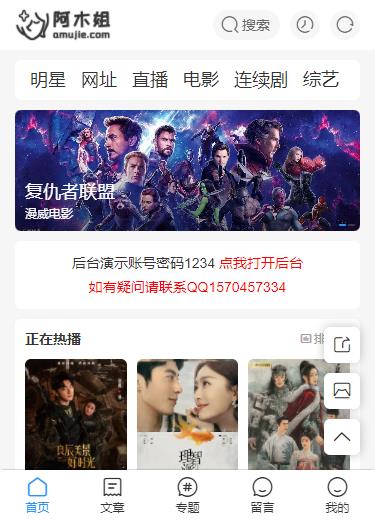 阿木姐
amujie.com
搜索
明星 网址 直播 电影 连续剧 综艺
复仇者联盟
漫威电影
后台演示账号密码1234 点我打开后台
如有疑问请联系QQ1570457334
正在热播
排
良辰美景
好时光
理智
首页 文章 专题 留言 我的